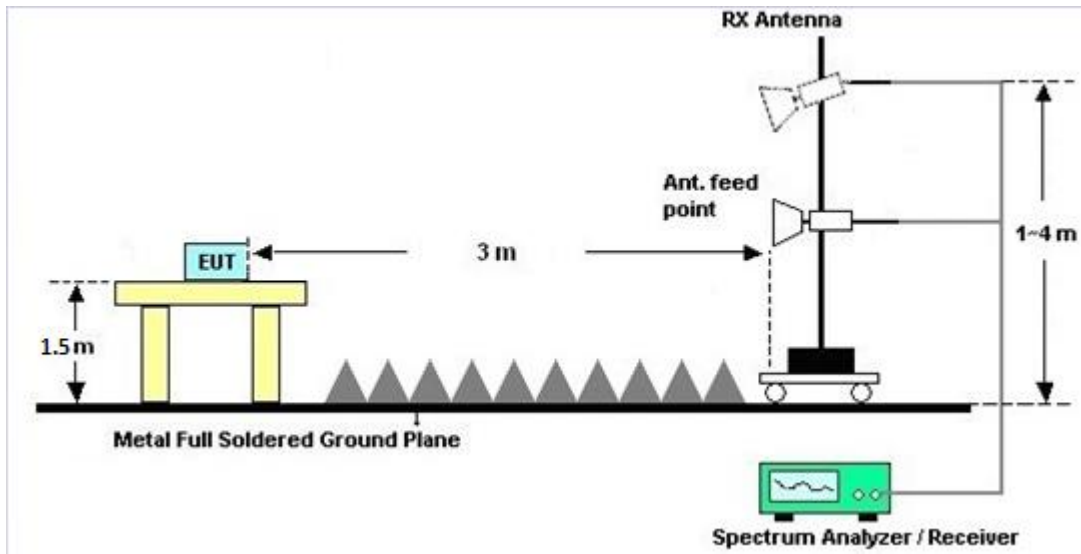 RX Antenna
Ant. feed
point
3 m
1~4 m
EUT
1.5 m
Metal Full Soldered Ground Plane
Spectrum Analyzer / Receiver